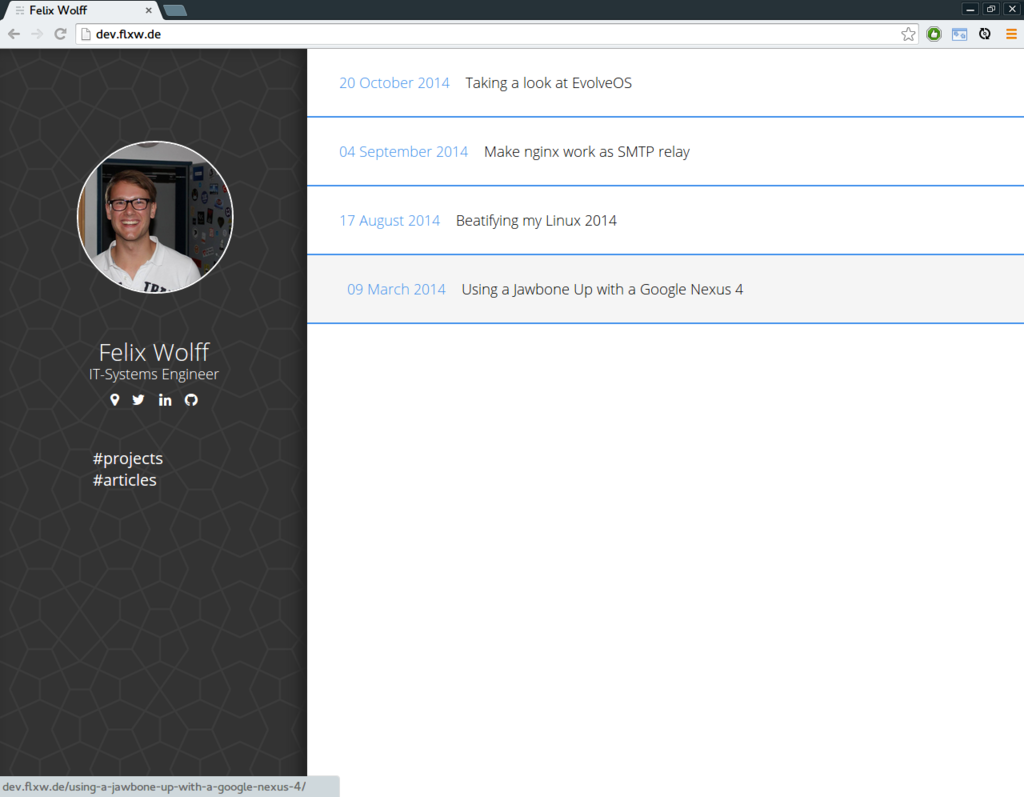 Felix Wolff
dev.flxw.de
20 October 2014 Taking a look at EvolveOS
04 September 2014 Make nginx work as SMTP relay
17 August 2014 Beatifying my Linux 2014
09 March 2014 Using a Jawbone Up with a Google Nexus 4
Felix Wolff
IT-Systems Engineer
#projects
#articles
dev.flxw.de/using-a-jawbone-up-with-a-google-nexus-4/